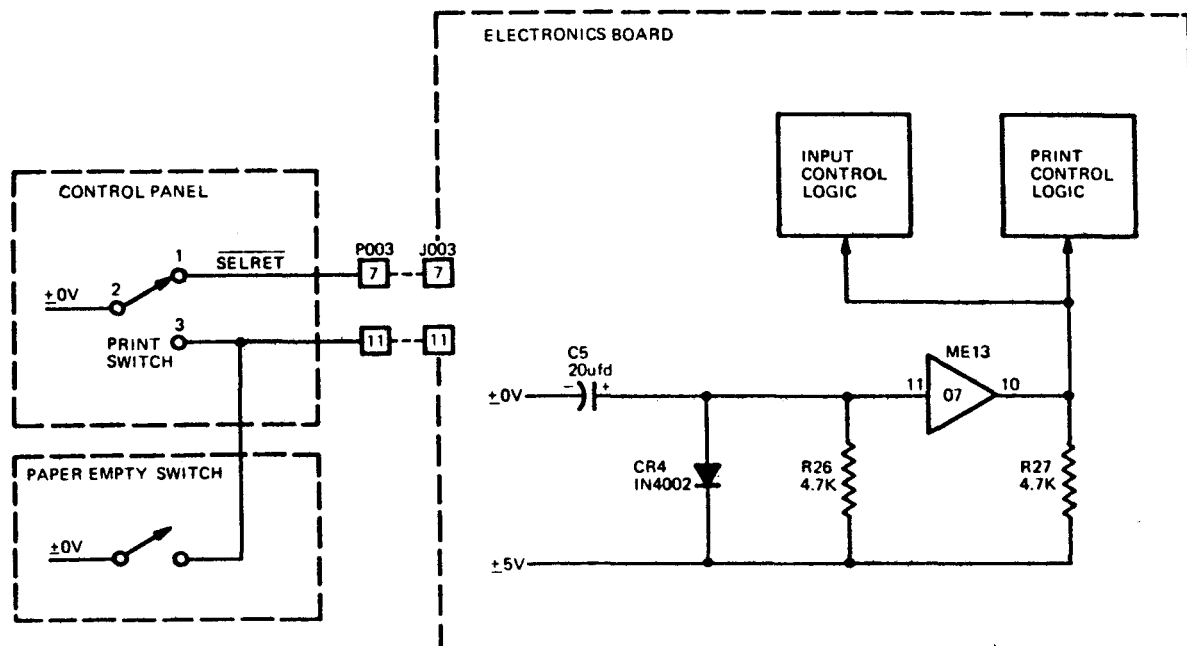 ELECTRONICS BOARD
INPUT
CONTROL
LOGIC
PRINT
CONTROL
LOGIC
CONTROL PANEL
1
SELRET
P003
J003
7
7
±0V
2
3
PRINT
SWITCH
11
11
C5
20ufd
±0V
-
+
ME13
11
07
10
CR4
IN4002
R26
4.7K
R27
4.7K
±5V
PAPER EMPTY SWITCH
±0V